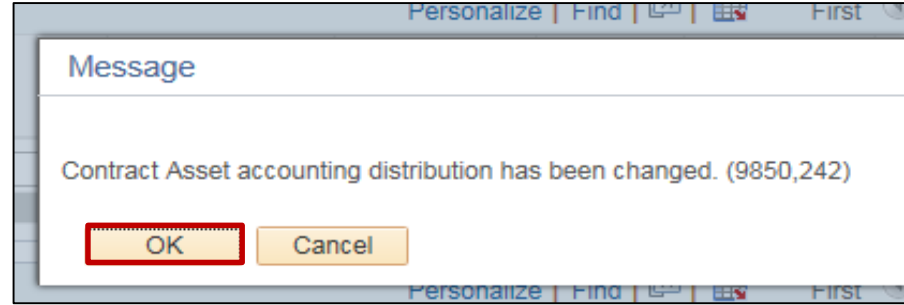 Personalize | Find | First
Message
Contract Asset accounting distribution has been changed. (9850,242)
OK Cancel
Personalize | Find | First